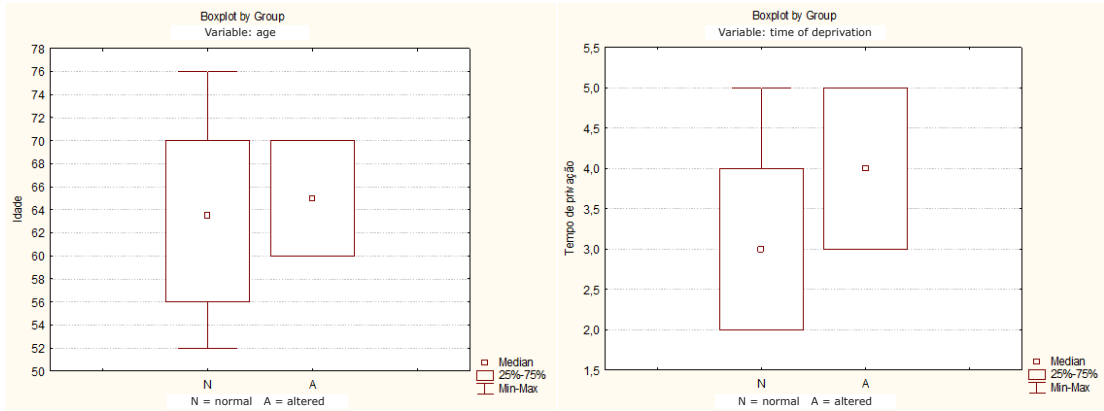 Boxplot by Group
Variable: age
78
76
74
72
70
68
66
64
62
60
58
56
54
52
50
Idade
N A
N = normal A = altered
Median
25%-75%
Min-Max
Boxplot by Group
Variable: time of deprivation
5,5
5,0
4,5
4,0
3,5
3,0
2,5
2,0
1,5
Tempo de privação
N A
N = normal A = altered
Median
25%-75%
Min-Max